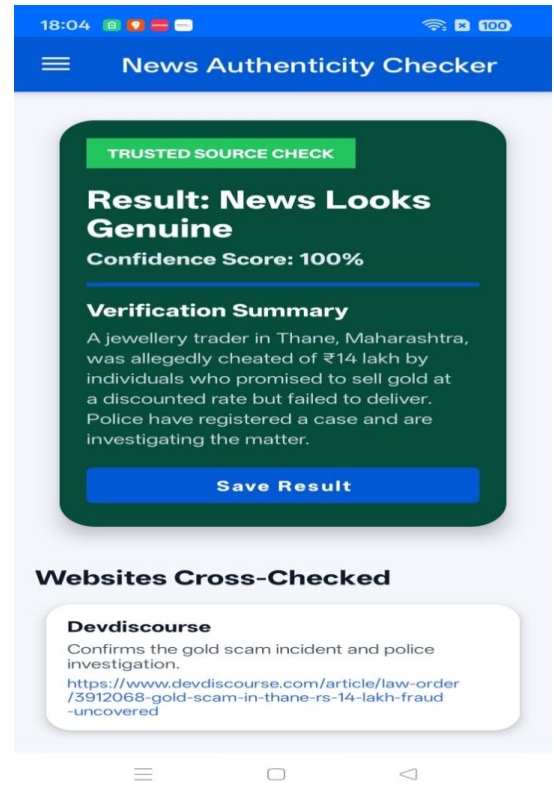 18:04
100
News Authenticity Checker
TRUSTED SOURCE CHECK
Result: News Looks
Genuine
Confidence Score: 100%
Verification Summary
A jewellery trader in Thane, Maharashtra,
was allegedly cheated of ₹14 lakh by
individuals who promised to sell gold at
a discounted rate but failed to deliver.
Police have registered a case and are
investigating the matter.
Save Result
Websites Cross-Checked
Devdiscourse
Confirms the gold scam incident and police
investigation.
https://www.devdiscourse.com/article/law-order
/3912068-gold-scam-in-thane-rs-14-lakh-fraud
-uncovered